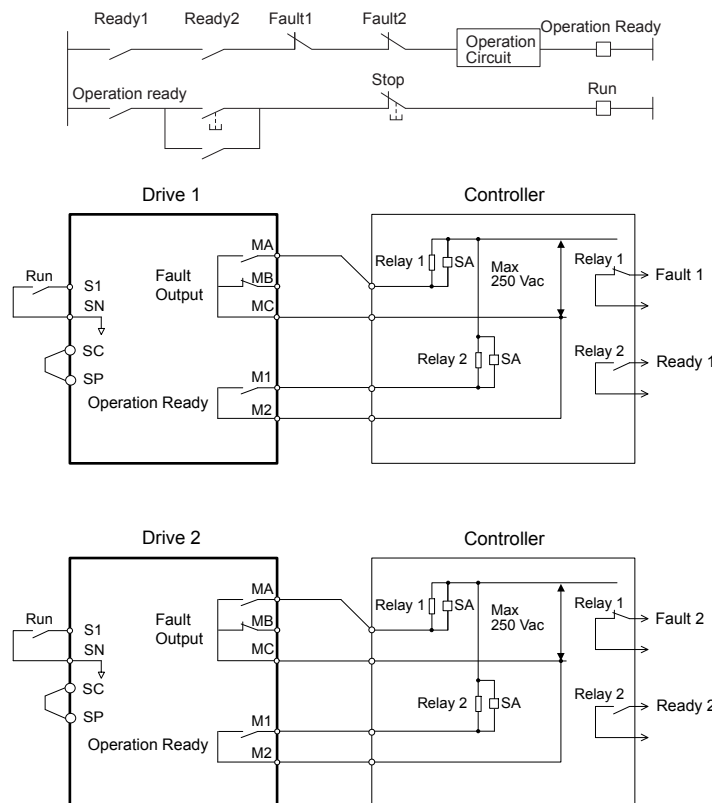 Ready1 Ready2 Fault1 Fault2 Operation Ready
Operation
Circuit
Operation ready Stop Run
Drive 1 Controller
Run S1
SN
SC
SP
Fault
Output
MA
MB
MC
Operation Ready
M1
M2
Relay 1 SA
Max
250 Vac
Relay 2 SA
Relay 1 Fault 1
Relay 2 Ready 1
Drive 2 Controller
Run S1
SN
SC
SP
Fault
Output
MA
MB
MC
Operation Ready
M1
M2
Relay 1 SA
Max
250 Vac
Relay 2 SA
Relay 1 Fault 2
Relay 2 Ready 2